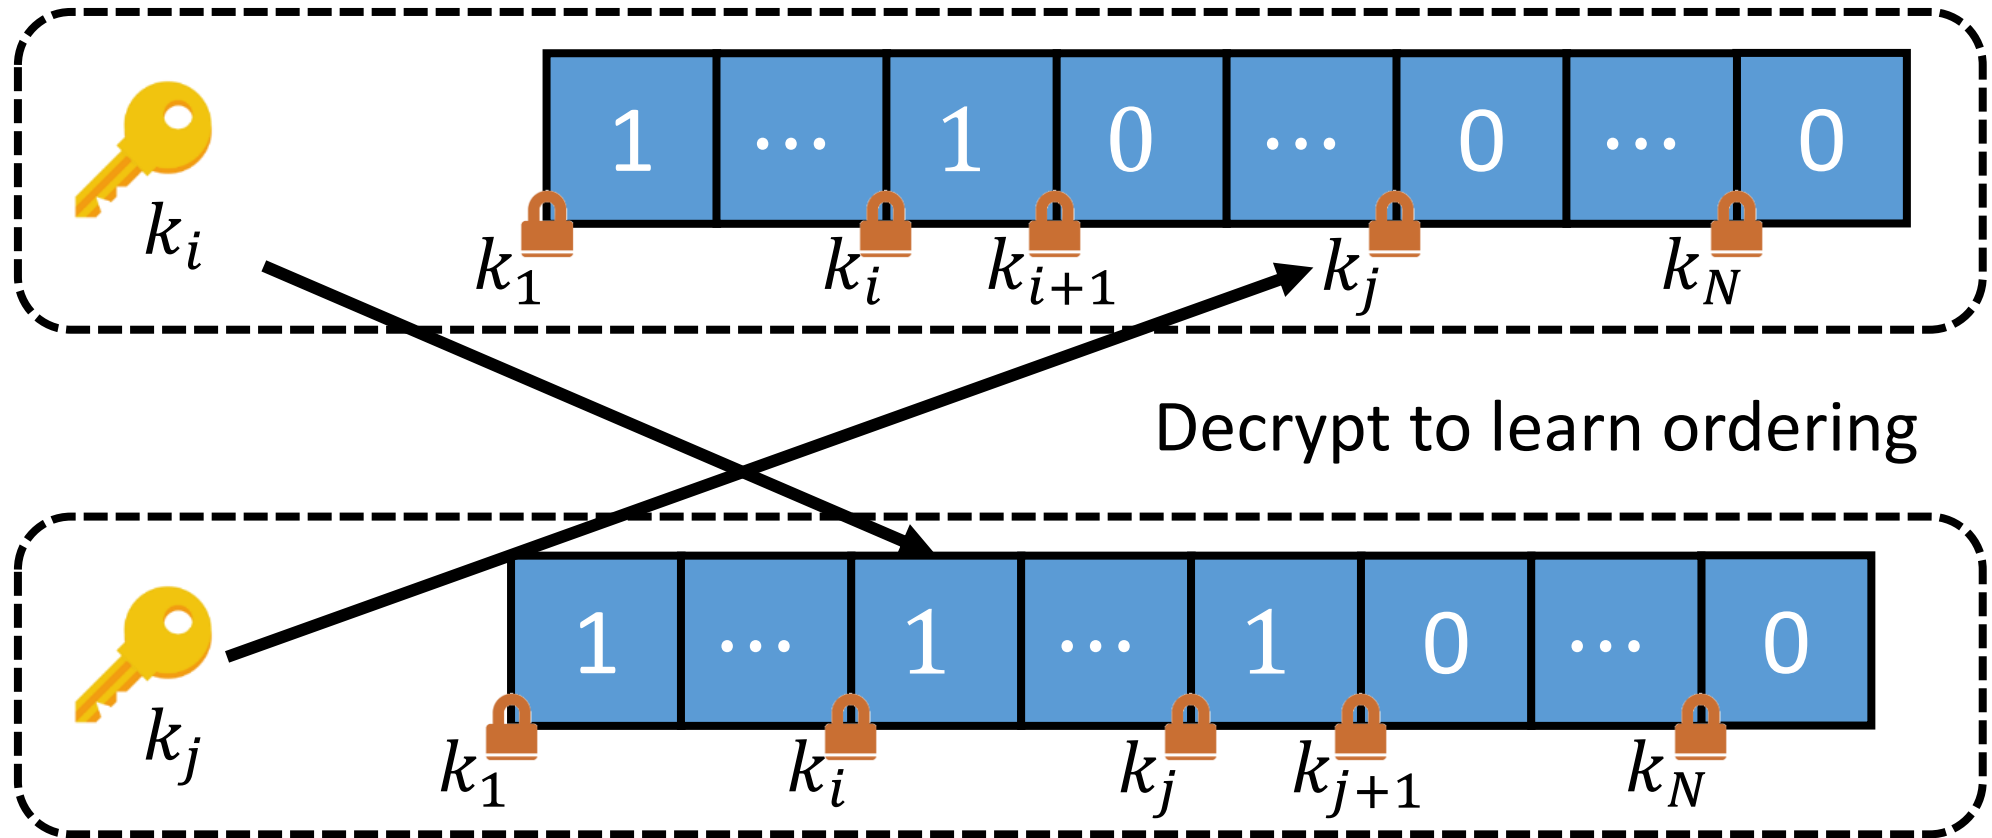 1 ⋯ 1 0 ⋯ 0 ⋯ 0
k_i
k_1 k_i k_{i+1} k_j k_N
Decrypt to learn ordering
1 ⋯ 1 ⋯ 1 0 ⋯ 0
k_j
k_1 k_i k_j k_{j+1} k_N